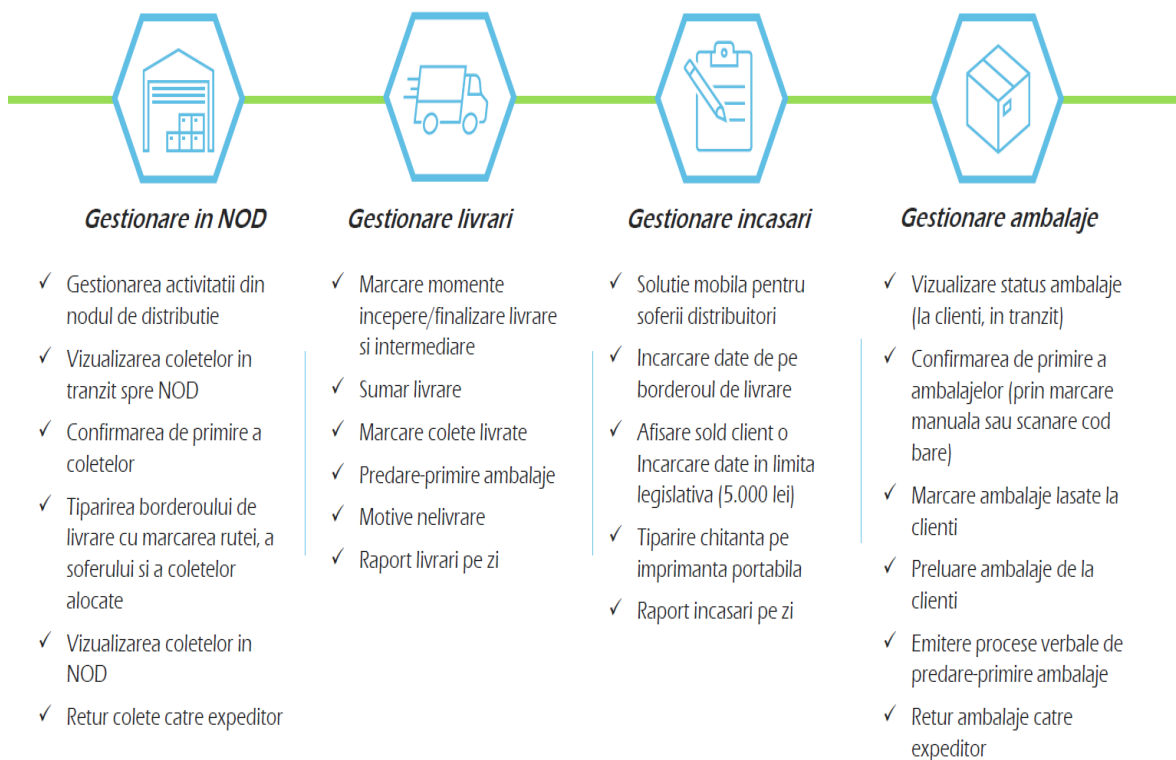 Gestionare in NOD
✓ Gestionarea activitatii din
nodul de distributie
✓ Vizualizarea coletelor in
tranzit spre NOD
✓ Confirmarea de primire a
coletelor
✓ Tiparirea borderoului de
livrare cu marcarea rutei, a
soferului si a coletelor
alocate
✓ Vizualizarea coletelor in
NOD
✓ Retur colete catre expeditor
Gestionare livrari
✓ Marcare momente
incepere/finalizare livrare
si intermediare
✓ Sumar livrare
✓ Marcare colete livrate
✓ Predare-primire ambalaje
✓ Motive nelivrare
✓ Raport livrari pe zi
Gestionare incasari
✓ Solutie mobila pentru
soferii distribuitori
✓ Incarcare date de pe
borderoul de livrare
✓ Afisare sold client o
Incarcare date in limita
legislativa (5.000 lei)
✓ Tiparire chitanta pe
imprimanta portabila
✓ Raport incasari pe zi
Gestionare ambalaje
✓ Vizualizare status ambalaje
(la clienti, in tranzit)
✓ Confirmarea de primire a
ambalajelor (prin marcare
manuala sau scanare cod
bare)
✓ Marcare ambalaje lasate la
clienti
✓ Preluare ambalaje de la
clienti
✓ Emitere procese verbale de
predare-primire ambalaje
✓ Retur ambalaje catre
expeditor